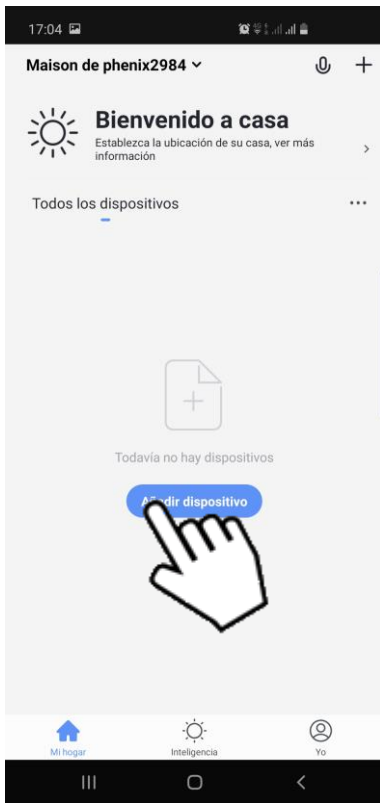 17:04
Maison de phenix2984
Bienvenido a casa
Establezca la ubicación de su casa, ver más
información
Todos los dispositivos
Todavía no hay dispositivos
Añadir dispositivo
Mi hogar
Inteligencia
Yo